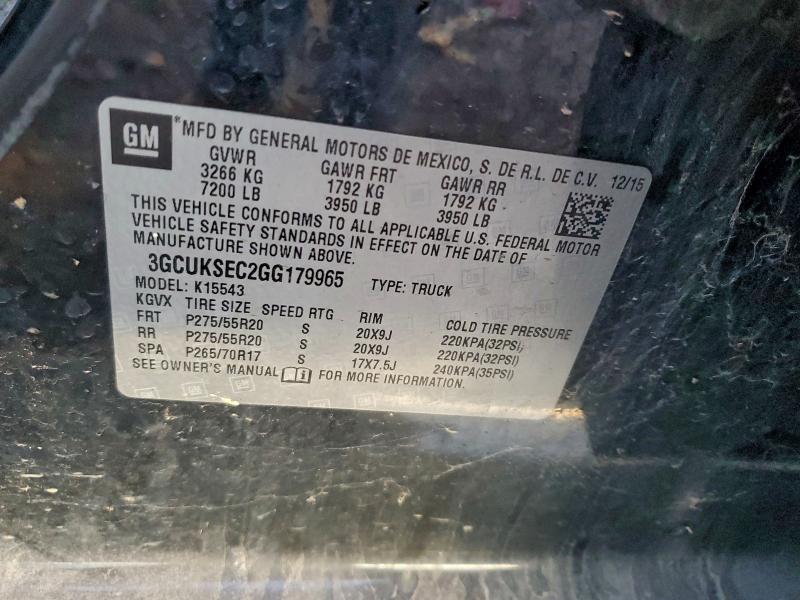 GM *MFD BY GENERAL MOTORS DE MEXICO, S. DE R.L. DE C.V. 12/15
GVWR GAWR FRT GAWR RR
3266 KG 1792 KG 1792 KG
7200 LB 3950 LB 3950 LB
THIS VEHICLE CONFORMS TO ALL APPLICABLE U.S. FEDERAL MOTOR
VEHICLE SAFETY STANDARDS IN EFFECT ON THE DATE OF
MANUFACTURE SHOWN ABOVE.
3GCUKSEC2GG179965
MODEL: K15543 TYPE: TRUCK
KGVX TIRE SIZE SPEED RTG RIM COLD TIRE PRESSURE
FRT P275/55R20 S 20X9J 220KPA(32PSI)
RR P275/55R20 S 20X9J 220KPA(32PSI)
SPA P265/70R17 S 17X7.5J 240KPA(35PSI)
SEE OWNER'S MANUAL FOR MORE INFORMATION.